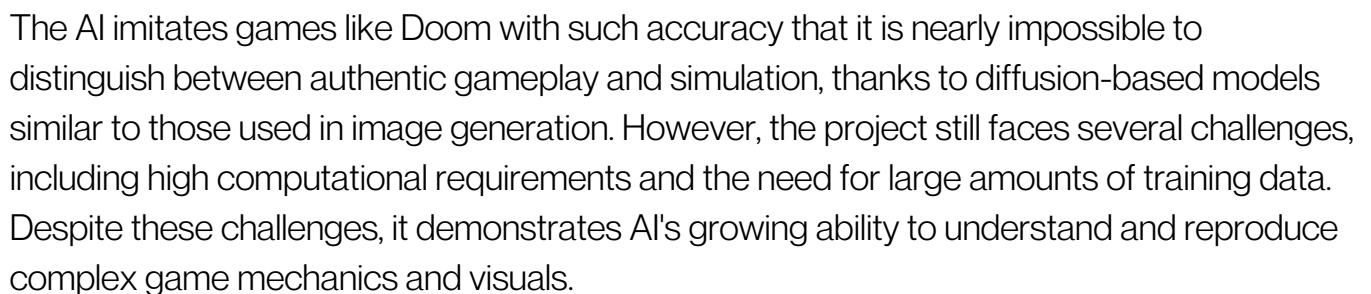 The AI imitates games like Doom with such accuracy that it is nearly impossible to
distinguish between authentic gameplay and simulation, thanks to diffusion-based models
similar to those used in image generation. However, the project still faces several challenges,
including high computational requirements and the need for large amounts of training data.
Despite these challenges, it demonstrates AI's growing ability to understand and reproduce
complex game mechanics and visuals.